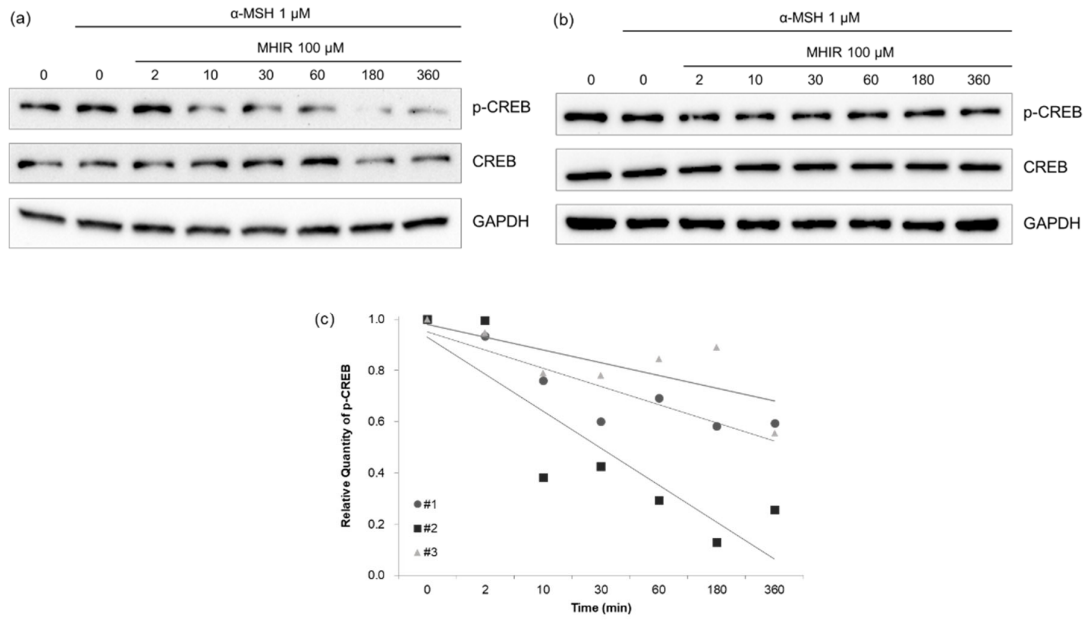 (a)
α-MSH 1 μM
MHIR 100 μM
0 0 2 10 30 60 180 360
p-CREB
CREB
GAPDH
(b)
α-MSH 1 μM
MHIR 100 μM
0 0 2 10 30 60 180 360
p-CREB
CREB
GAPDH
(c)
Relative Quantity of p-CREB
1.0
0.8
0.6
0.4
0.2
0.0
#1
#2
#3
0 2 10 30 60 180 360
Time (min)